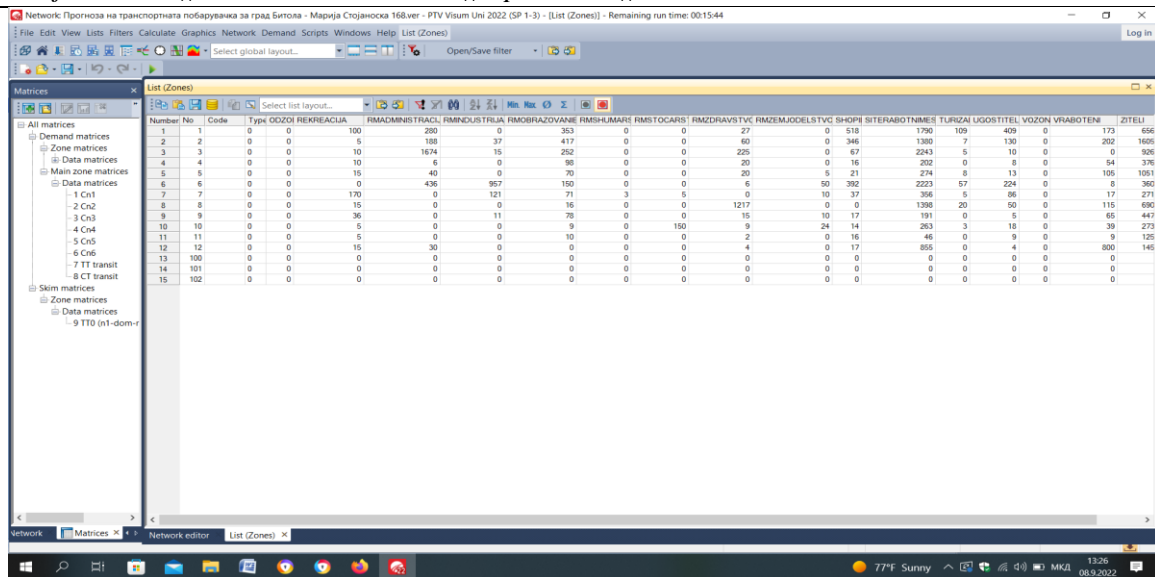 Network: Прогноза на транспортната побарувачка за град Битола - Марија Стојаноска 168.ver - PTV Visum Uni 2022 (SP 1-3) - [List (Zones)] - Remaining run time: 00:15:44
File Edit View Lists Filters Calculate Graphics Network Demand Scripts Windows Help List (Zones) Log in
Select global layout... Open/Save filter
Matrices
All matrices
Demand matrices
Zone matrices
Data matrices
Main zone matrices
Data matrices
1 Cn1
2 Cn2
3 Cn3
4 Cn4
5 Cn5
6 Cn6
7 TT transit
8 CT transit
Skim matrices
Zone matrices
Data matrices
9 TT0 (n1-dom-r
List (Zones)
Select list layout... Min. Max. Ø Σ
Number No Code Type ODZOI REKREACIJA RMADMINISTRACIJ RMINDUSTRIJA RMOBRAZOVANIE RMSHUMARS RMSTOCARST RMZDRAVSTVO RMZEMJODELSTVO SHOPI SITERABOTNIMES TURIZAI UGOSTITEL VOZON VRABOTENI ZITELI
1 1 0 0 100 280 0 353 0 0 27 0 518 1790 109 409 0 173 656
2 2 0 0 5 188 37 417 0 0 60 0 346 1380 7 130 0 202 1605
3 3 0 0 10 1674 15 252 0 0 225 0 67 2243 5 10 0 0 926
4 4 0 0 10 6 0 98 0 0 20 0 16 202 0 8 0 54 376
5 5 0 0 15 40 0 70 0 0 20 5 21 274 8 13 0 105 1051
6 6 0 0 0 436 957 150 0 0 6 50 392 2223 57 224 0 8 360
7 7 0 0 170 0 121 71 3 5 0 10 37 356 5 86 0 17 271
8 8 0 0 15 0 0 16 0 0 1217 0 0 1398 20 50 0 115 690
9 9 0 0 36 0 11 78 0 0 15 10 17 191 0 5 0 65 447
10 10 0 0 5 0 0 9 0 150 9 24 14 263 3 18 0 39 273
11 11 0 0 5 0 0 10 0 0 2 0 16 46 0 9 0 9 125
12 12 0 0 15 30 0 0 0 0 4 0 17 855 0 4 0 800 145
13 100 0 0 0 0 0 0 0 0 0 0 0 0 0 0 0 0
14 101 0 0 0 0 0 0 0 0 0 0 0 0 0 0 0 0
15 102 0 0 0 0 0 0 0 0 0 0 0 0 0 0 0 0
Network Matrices Network editor List (Zones)
77°F Sunny МКД 13:26
08.9.2022